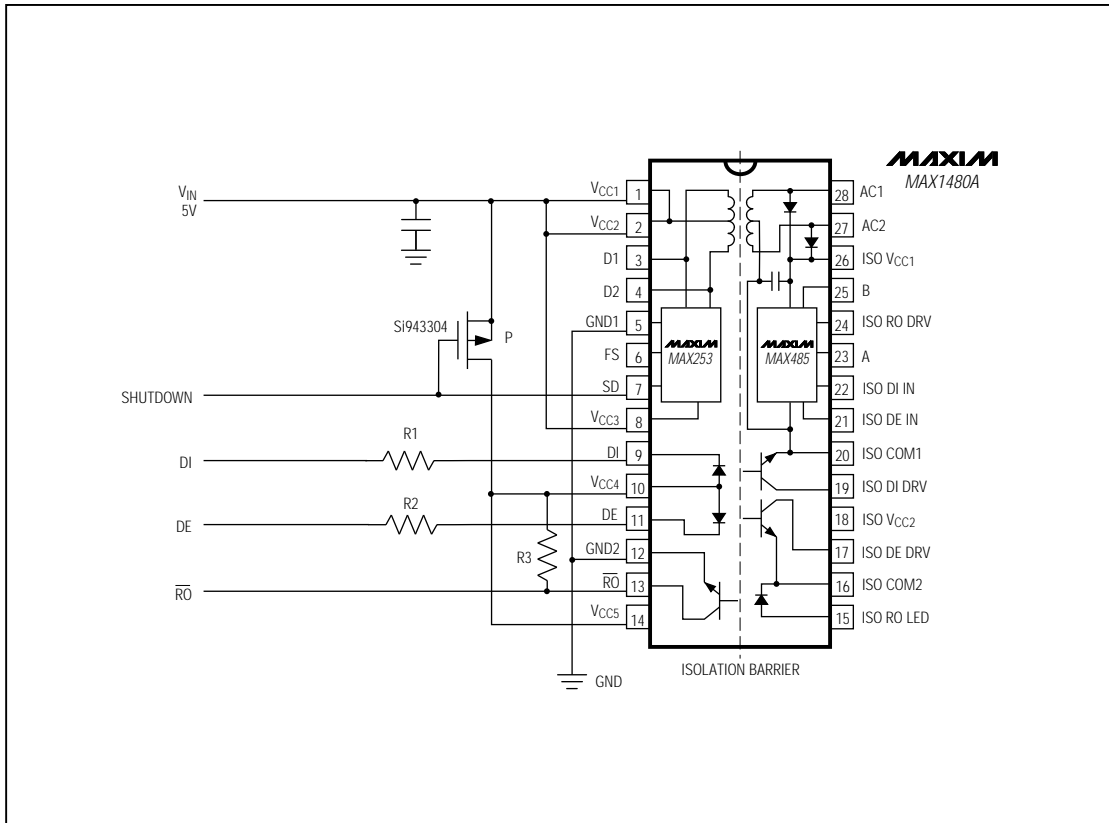 MAXIM
MAX1480A
VIN
5V
SHUTDOWN
DI
DE
RO
Si943304
P
R1
R2
R3
GND
VCC1
VCC2
D1
D2
GND1
FS
SD
VCC3
DI
VCC4
DE
GND2
RO
VCC5
1
2
3
4
5
6
7
8
9
10
11
12
13
14
MAXIM
MAX253
MAXIM
MAX485
28
27
26
25
24
23
22
21
20
19
18
17
16
15
AC1
AC2
ISO VCC1
B
ISO RO DRV
A
ISO DI IN
ISO DE IN
ISO COM1
ISO DI DRV
ISO VCC2
ISO DE DRV
ISO COM2
ISO RO LED
ISOLATION BARRIER